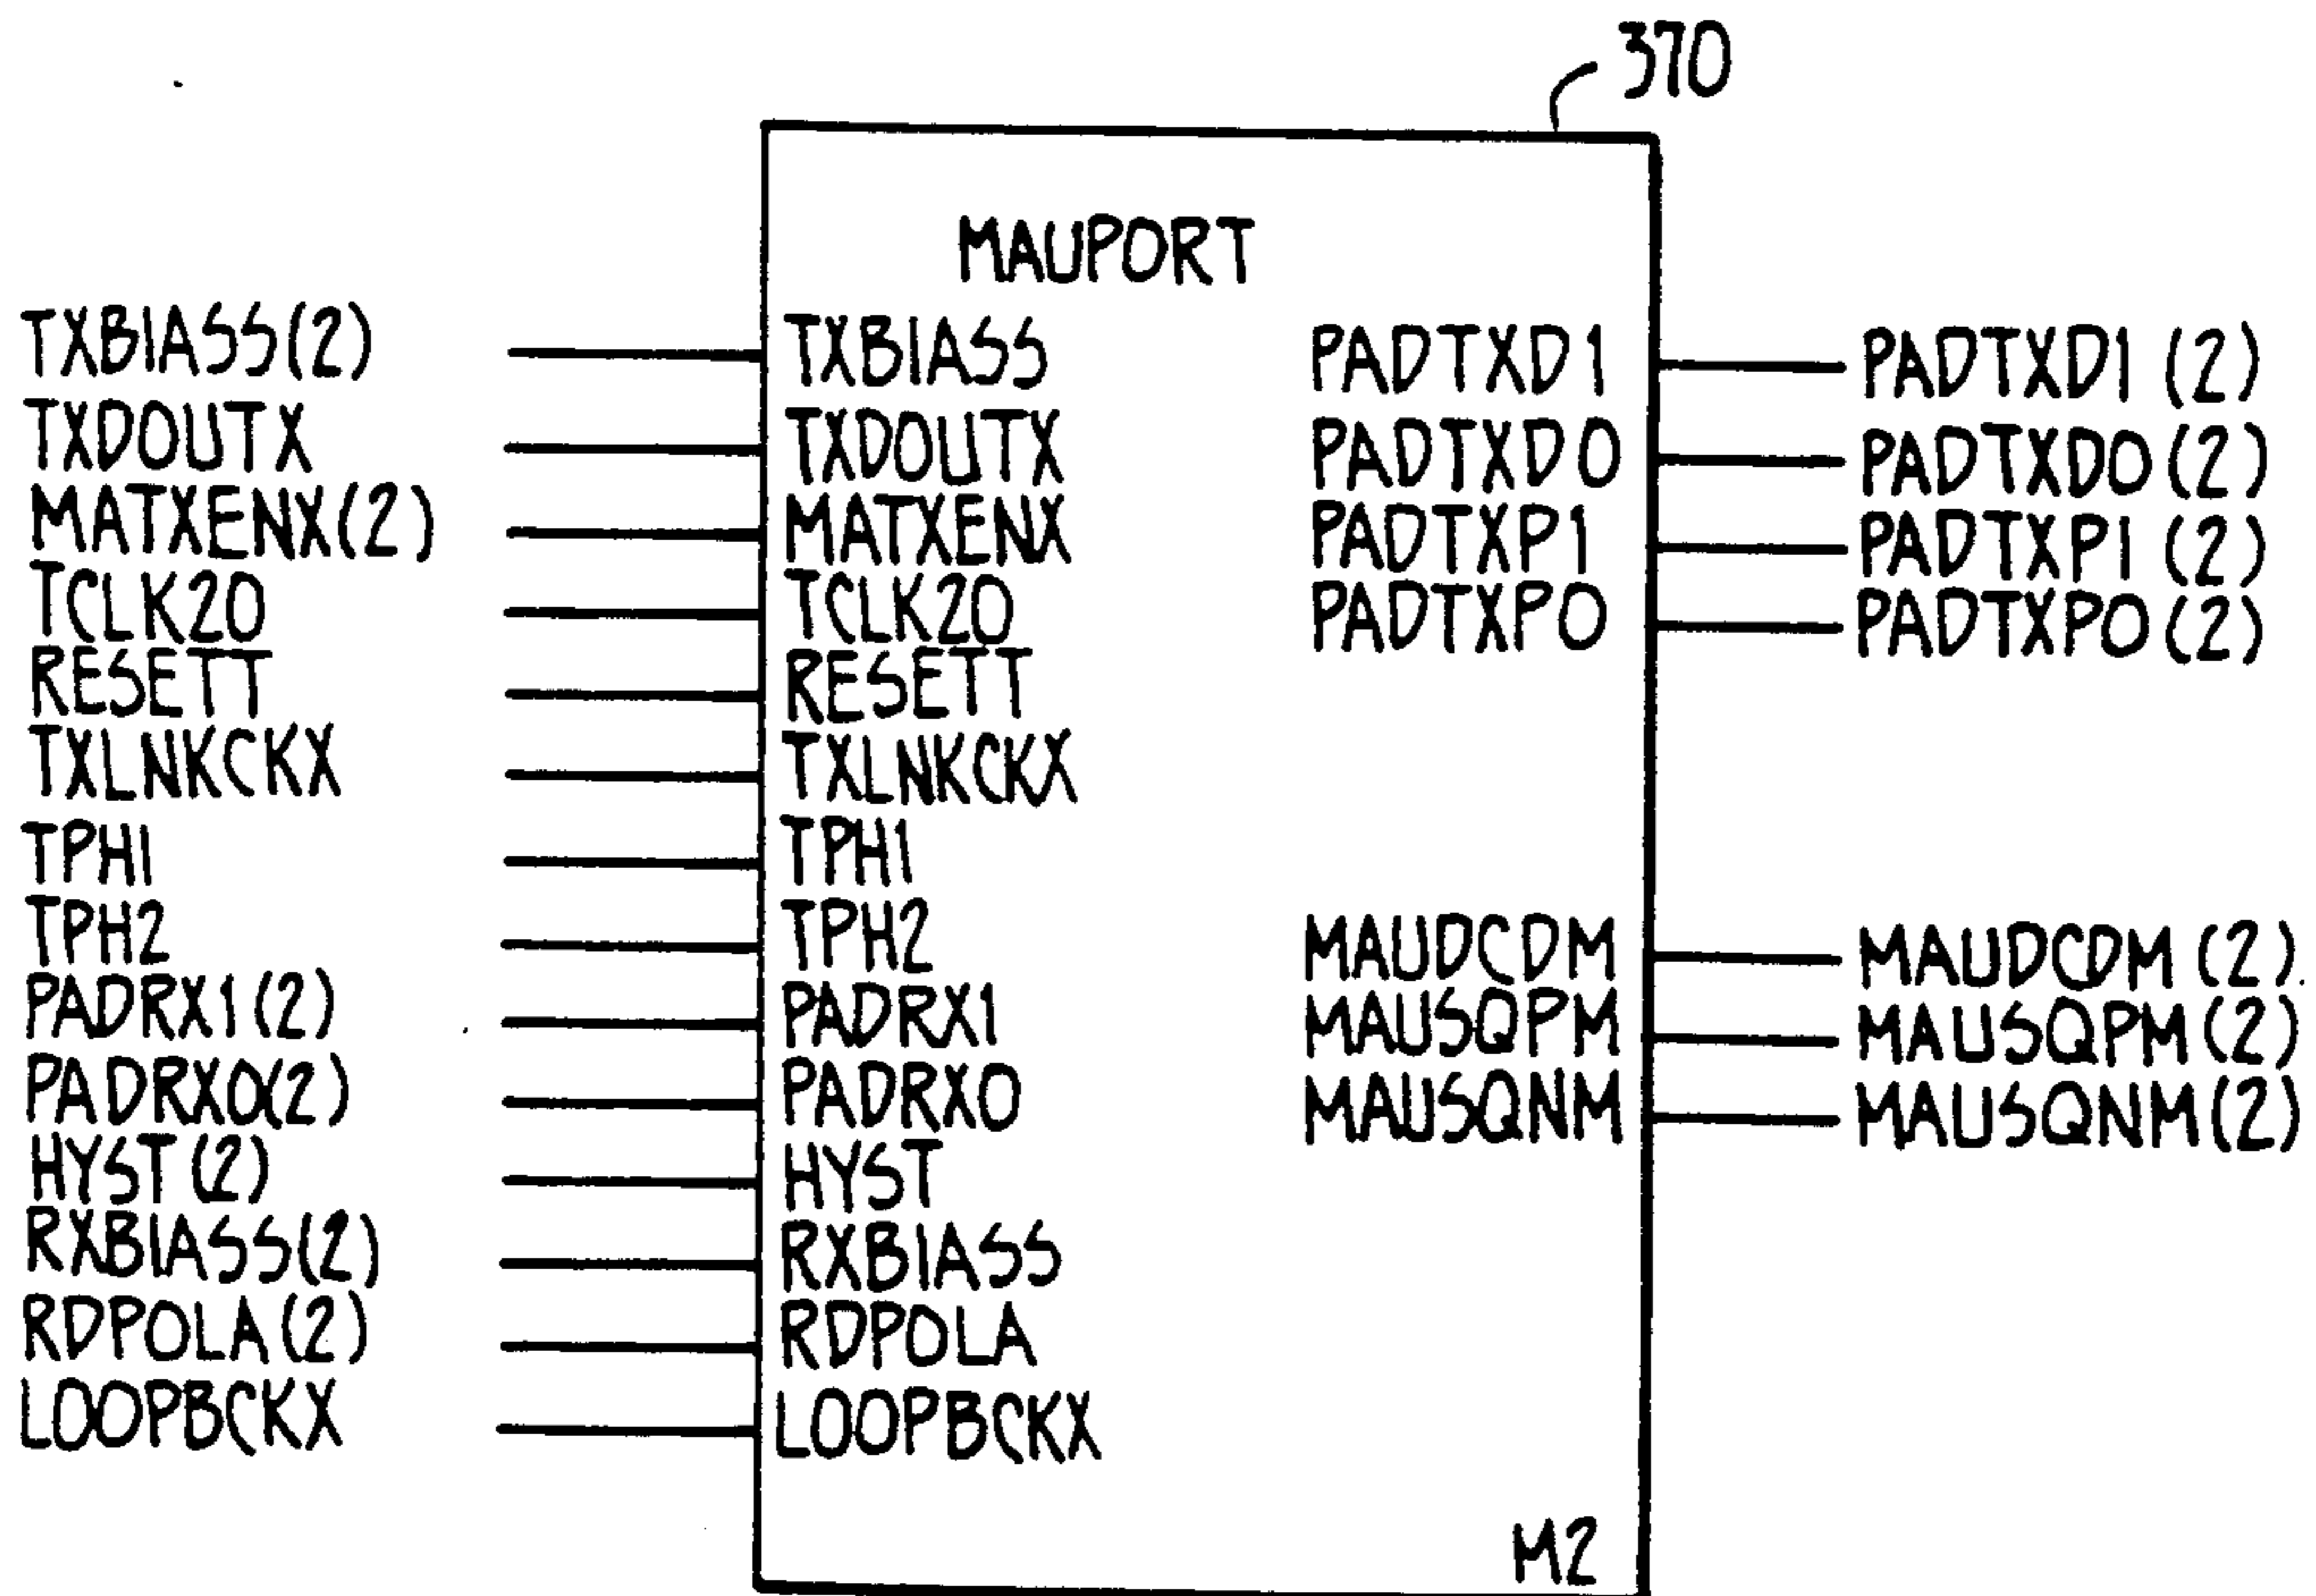 370
MAUPORT
TXBIASS(2) TXBIASS PADTXD1 PADTXD1 (2)
TXDOUTX TXDOUTX PADTXD0 PADTXD0 (2)
MATXENX(2) MATXENX PADTXP1 PADTXP1 (2)
TCLK20 TCLK20 PADTXP0 PADTXP0 (2)
RESETT RESETT
TXLNKCKX TXLNKCKX
TPH1 TPH1
TPH2 TPH2 MAUDCDM MAUDCDM (2)
PADRX1 (2) PADRX1 MAUSQPM MAUSQPM (2)
PADRX0(2) PADRX0 MAUSQNM MAUSQNM (2)
HYST (2) HYST
RXBIASS(2) RXBIASS
RDPOLA (2) RDPOLA
LOOPBCKX LOOPBCKX
M2